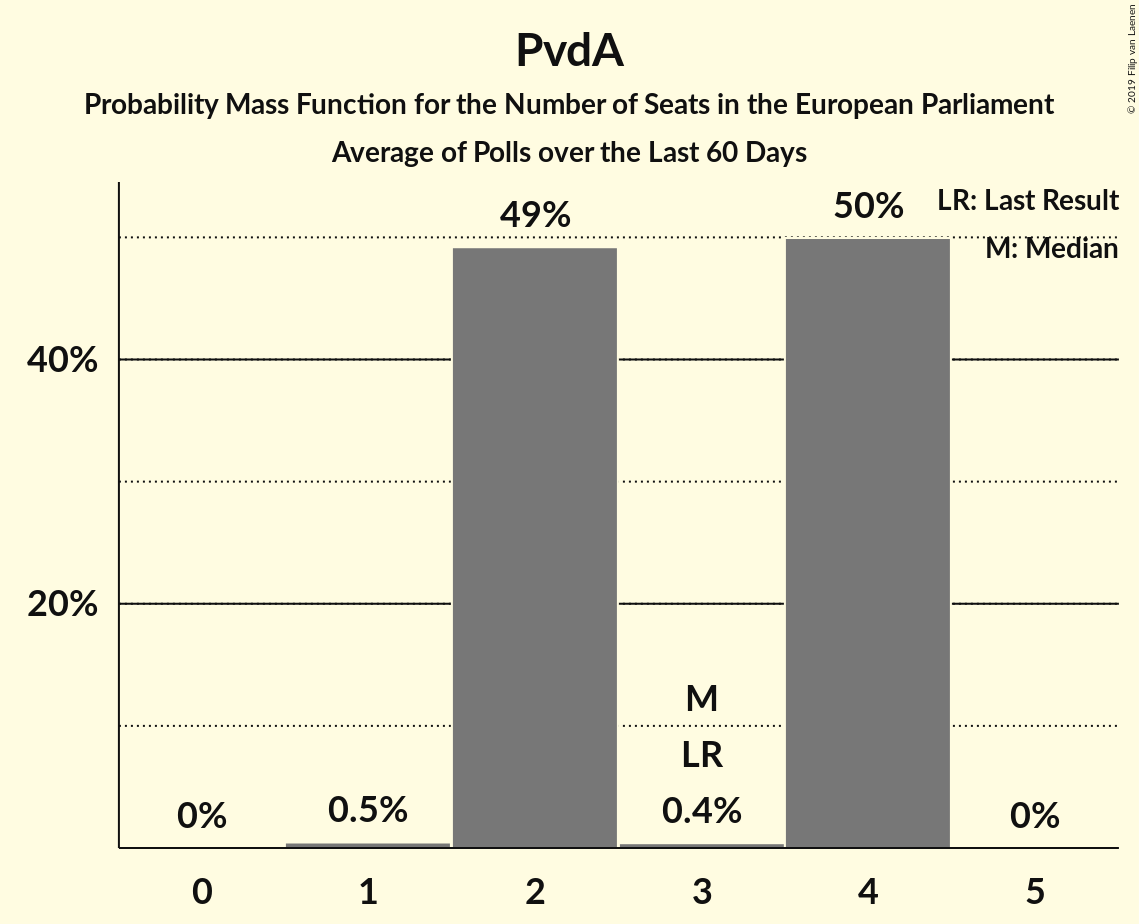 PvdA
Probability Mass Function for the Number of Seats in the European Parliament
Average of Polls over the Last 60 Days
© 2019 Filip van Laenen
LR: Last Result
M: Median
49%
50%
40%
20%
M
LR
0%
0.5%
0.4%
0%
0
1
2
3
4
5